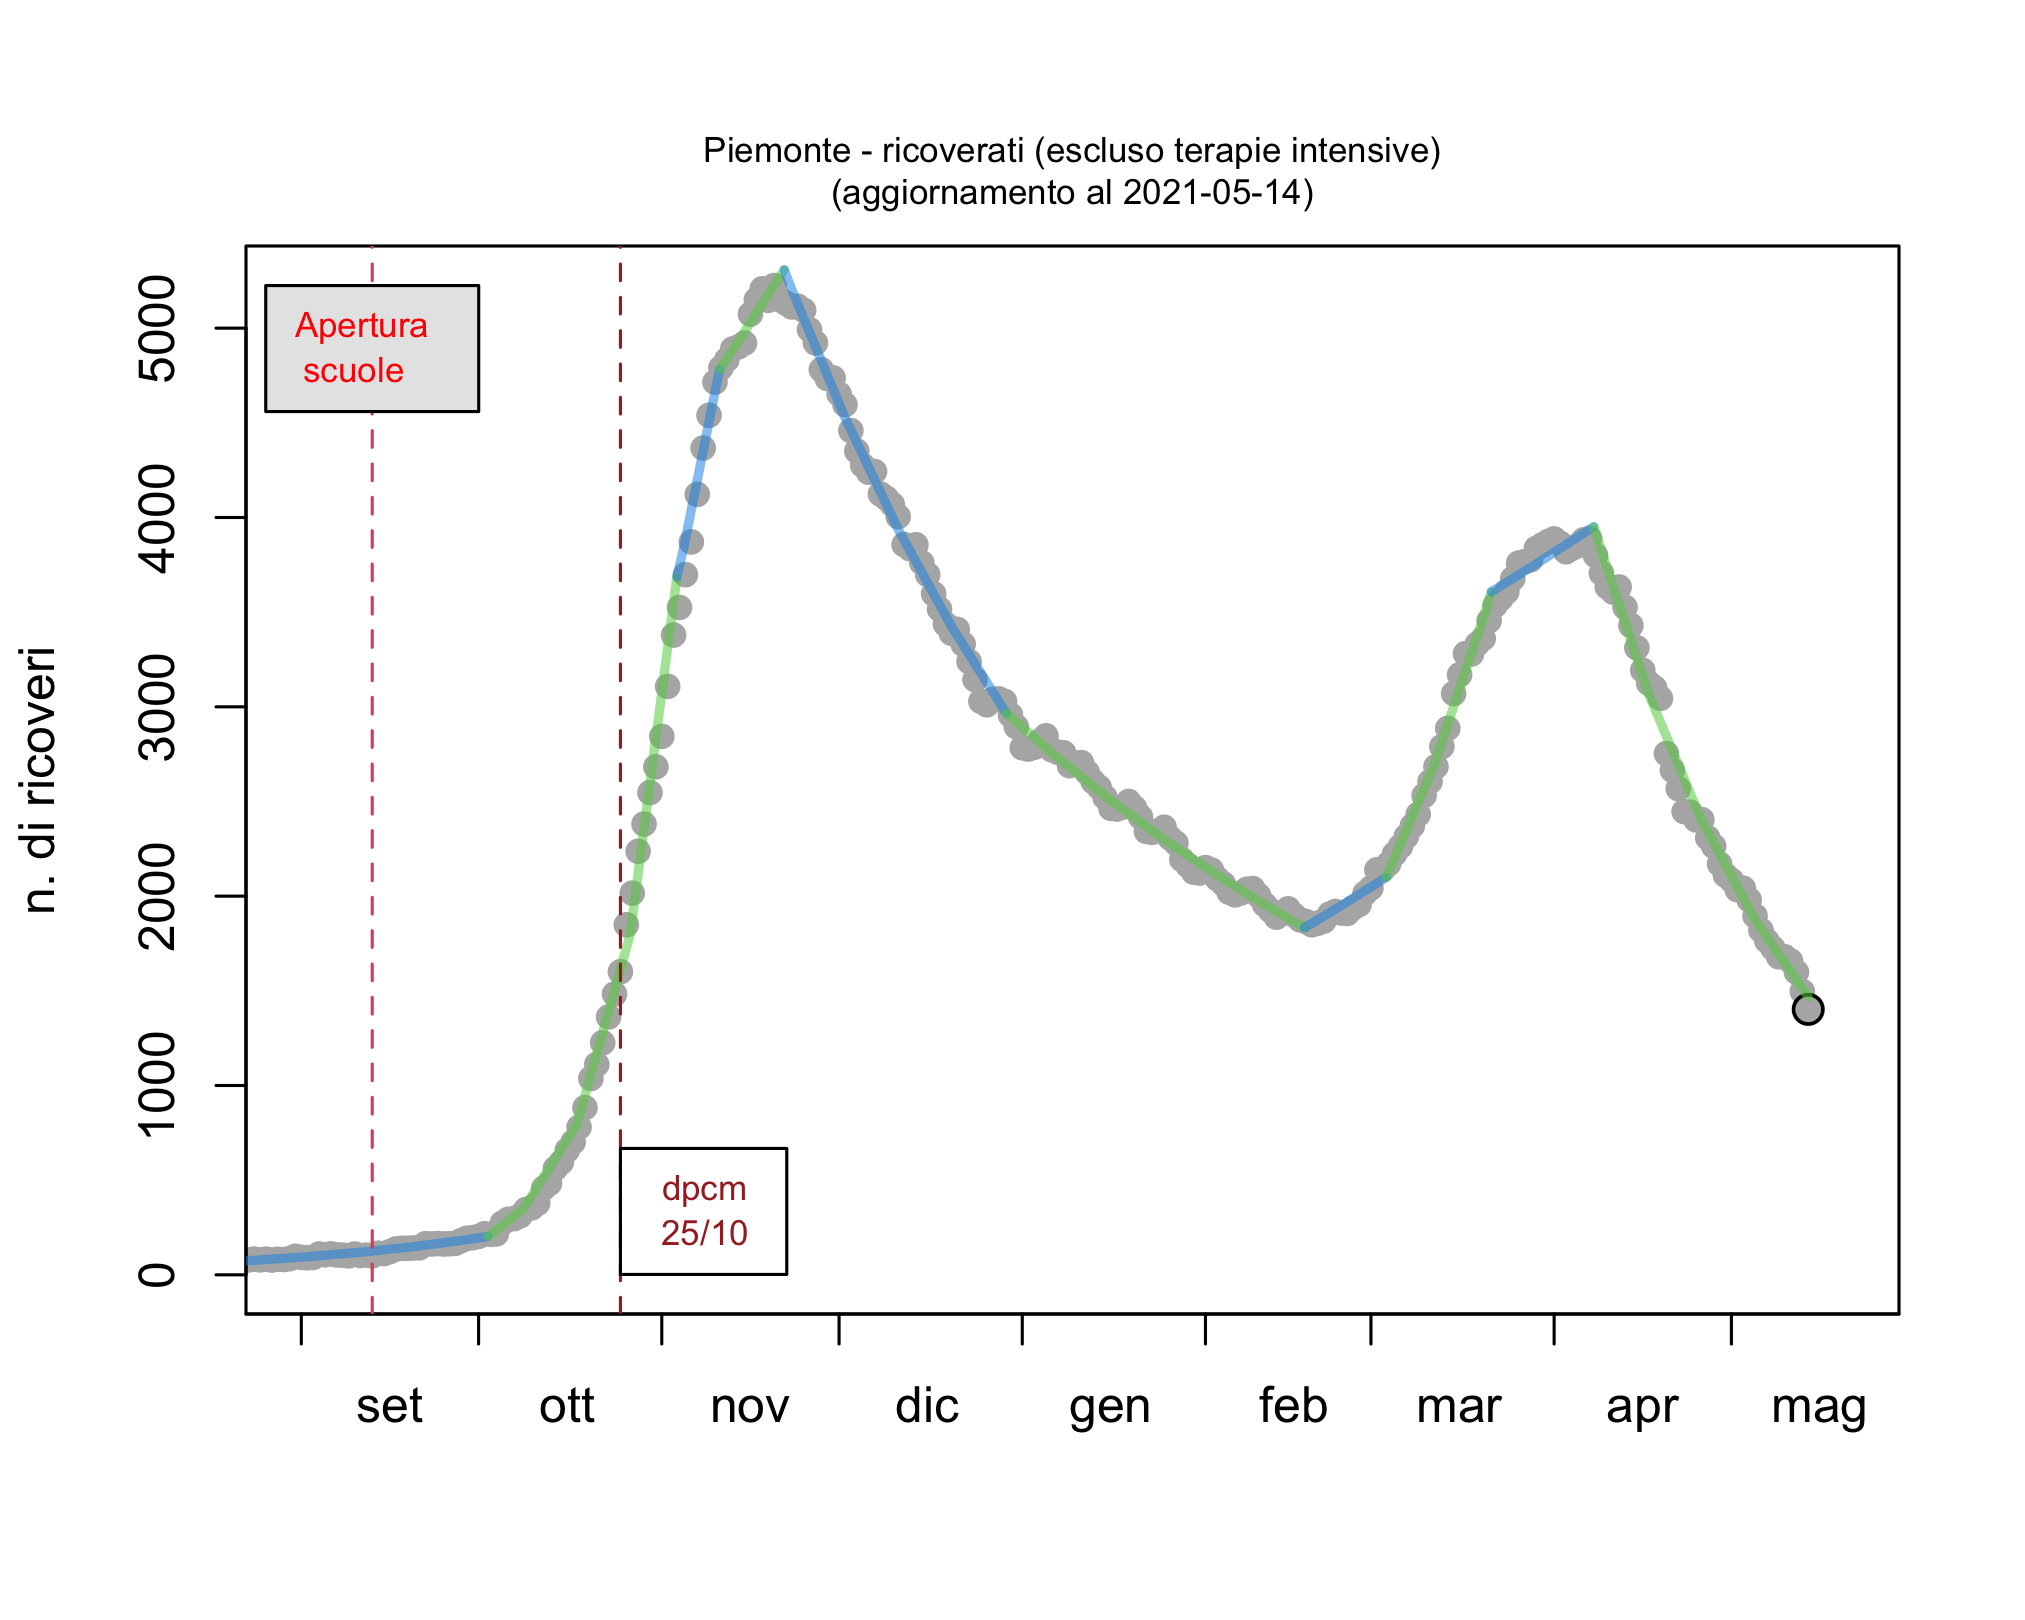 Piemonte - ricoverati (escluso terapie intensive)
(aggiornamento al 2021-05-14)
Apertura
scuole
dpcm
25/10
n. di ricoveri
5000
4000
3000
2000
1000
0
set ott nov dic gen feb mar apr mag